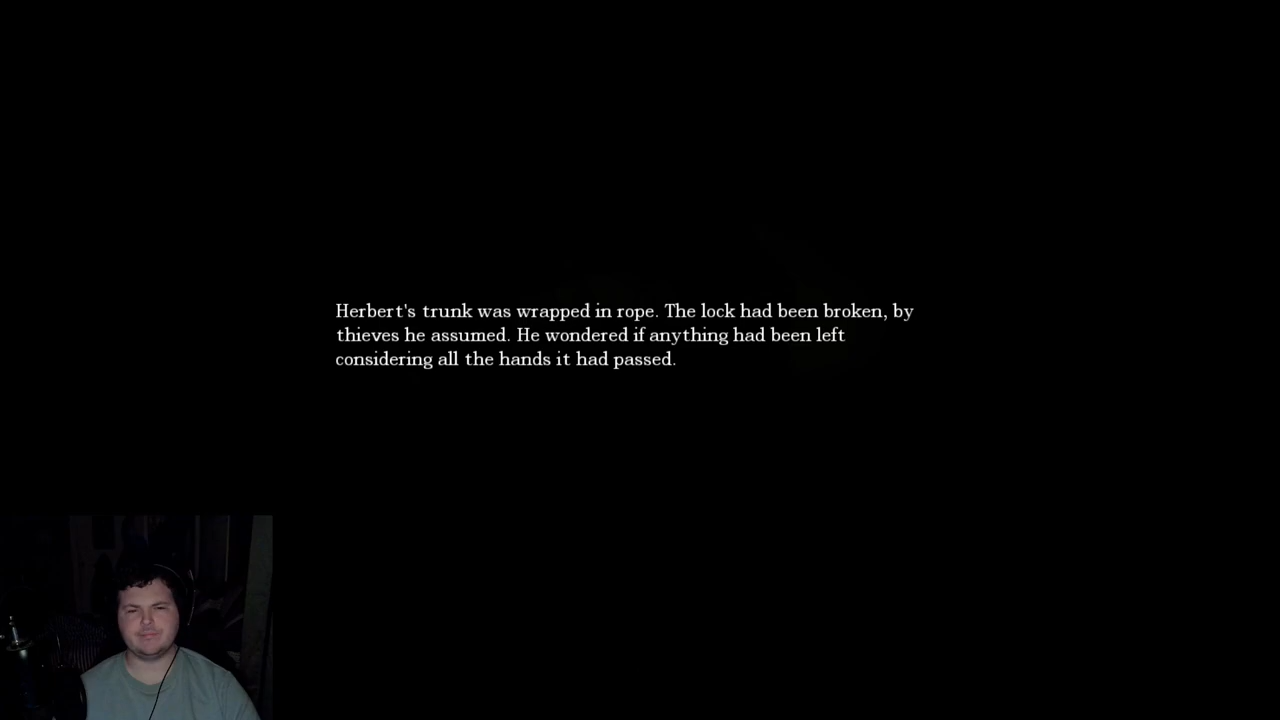 Herbert's trunk was wrapped in rope. The lock had been broken, by
thieves he assumed. He wondered if anything had been left
considering all the hands it had passed.